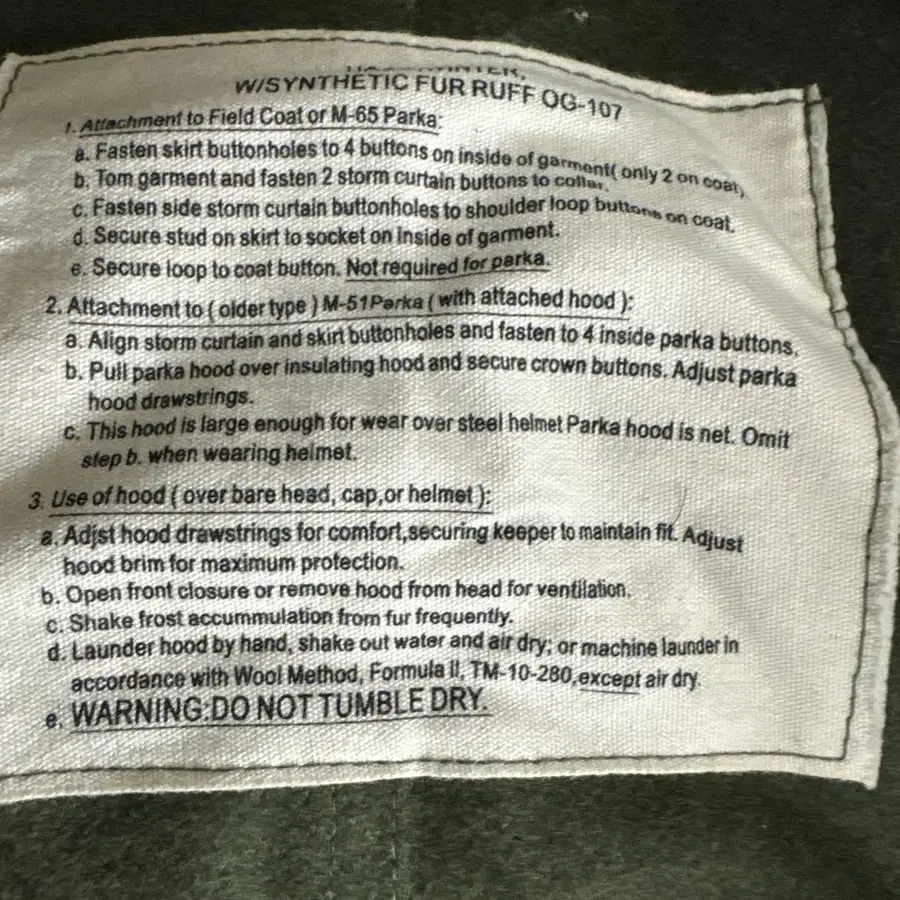 W/SYNTHETIC FUR RUFF OG-107
1. Attachment to Field Coat or M-65 Parka:
a. Fasten skirt buttonholes to 4 buttons on inside of garment( only 2 on coat),
b. Tom garment and fasten 2 storm curtain buttons to collar.
c. Fasten side storm curtain buttonholes to shoulder loop buttons on coat.
d. Secure stud on skirt to socket on inside of garment.
e. Secure loop to coat button. Not required for parka.
2. Attachment to ( older type ) M-51 Parka ( with attached hood ):
a. Align storm curtain and skirt buttonholes and fasten to 4 inside parka buttons.
b. Pull parka hood over insulating hood and secure crown buttons. Adjust parka
hood drawstrings.
c. This hood is large enough for wear over steel helmet Parka hood is net. Omit
step b. when wearing helmet.
3. Use of hood ( over bare head, cap,or helmet ):
a. Adjst hood drawstrings for comfort,securing keeper to maintain fit. Adjust
hood brim for maximum protection.
b. Open front closure or remove hood from head for ventilation.
c. Shake frost accummulation from fur frequently.
d. Launder hood by hand, shake out water and air dry; or machine launder in
accordance with Wool Method, Formula II, TM-10-280,except air dry.
e. WARNING:DO NOT TUMBLE DRY.